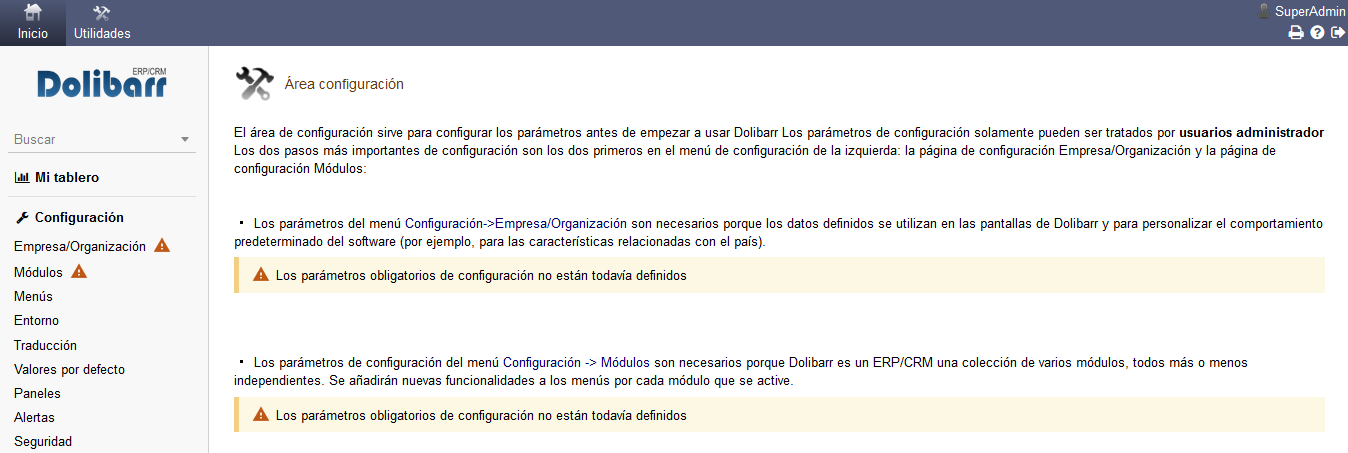 Inicio
Utilidades
SuperAdmin
ERP/CRM
Dolibarr
Buscar
Mi tablero
Configuración
Empresa/Organización
Módulos
Menús
Entorno
Traducción
Valores por defecto
Paneles
Alertas
Seguridad
Área configuración
El área de configuración sirve para configurar los parámetros antes de empezar a usar Dolibarr Los parámetros de configuración solamente pueden ser tratados por usuarios administrador
Los dos pasos más importantes de configuración son los dos primeros en el menú de configuración de la izquierda: la página de configuración Empresa/Organización y la página de
configuración Módulos:
· Los parámetros del menú Configuración->Empresa/Organización son necesarios porque los datos definidos se utilizan en las pantallas de Dolibarr y para personalizar el comportamiento
predeterminado del software (por ejemplo, para las características relacionadas con el país).
Los parámetros obligatorios de configuración no están todavía definidos
· Los parámetros de configuración del menú Configuración -> Módulos son necesarios porque Dolibarr es un ERP/CRM una colección de varios módulos, todos más o menos
independientes. Se añadirán nuevas funcionalidades a los menús por cada módulo que se active.
Los parámetros obligatorios de configuración no están todavía definidos